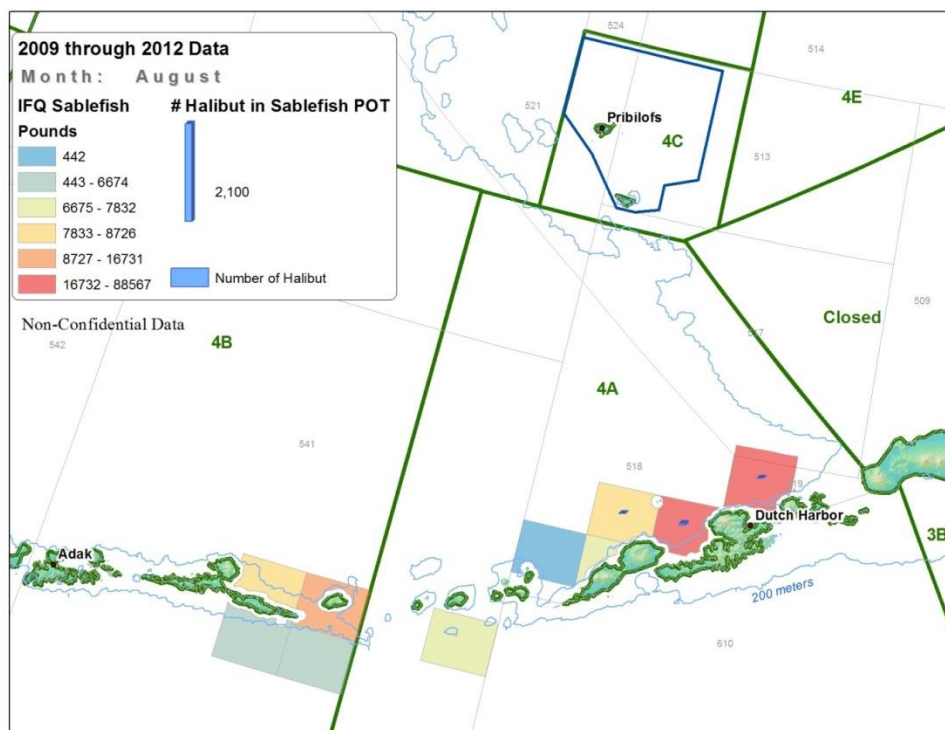 2009 through 2012 Data
Month: August
IFQ Sablefish
Pounds
442
443 - 6674
6675 - 7832
7833 - 8726
8727 - 16731
16732 - 88567
# Halibut in Sablefish POT
2,100
Number of Halibut
Non-Confidential Data
524
514
521
Pribilofs
4C
4E
513
509
Closed
517
542
4B
4A
541
518
19
Dutch Harbor
3B
Adak
200 meters
610